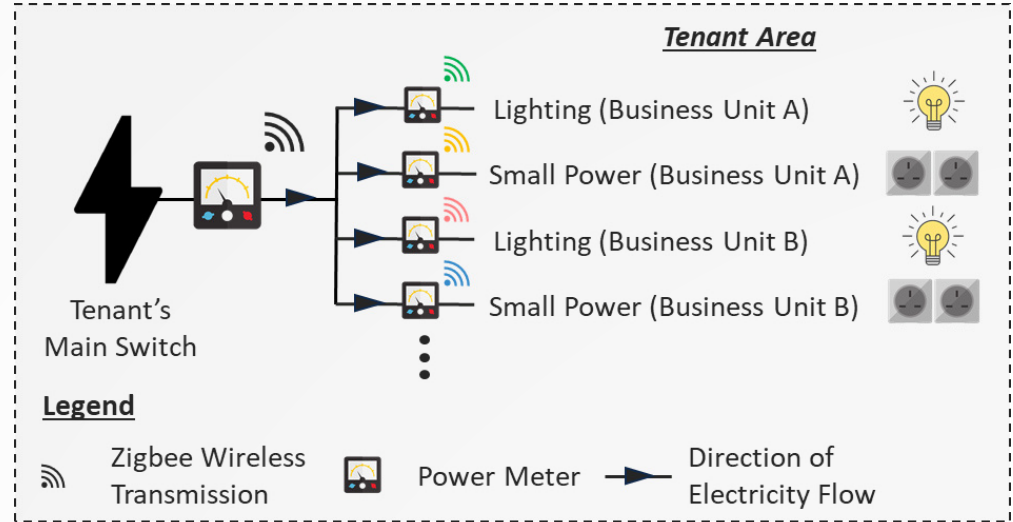 Tenant Area
Lighting (Business Unit A)
Small Power (Business Unit A)
Lighting (Business Unit B)
Small Power (Business Unit B)
Tenant’s
Main Switch
Legend
Zigbee Wireless
Transmission
Power Meter
Direction of
Electricity Flow